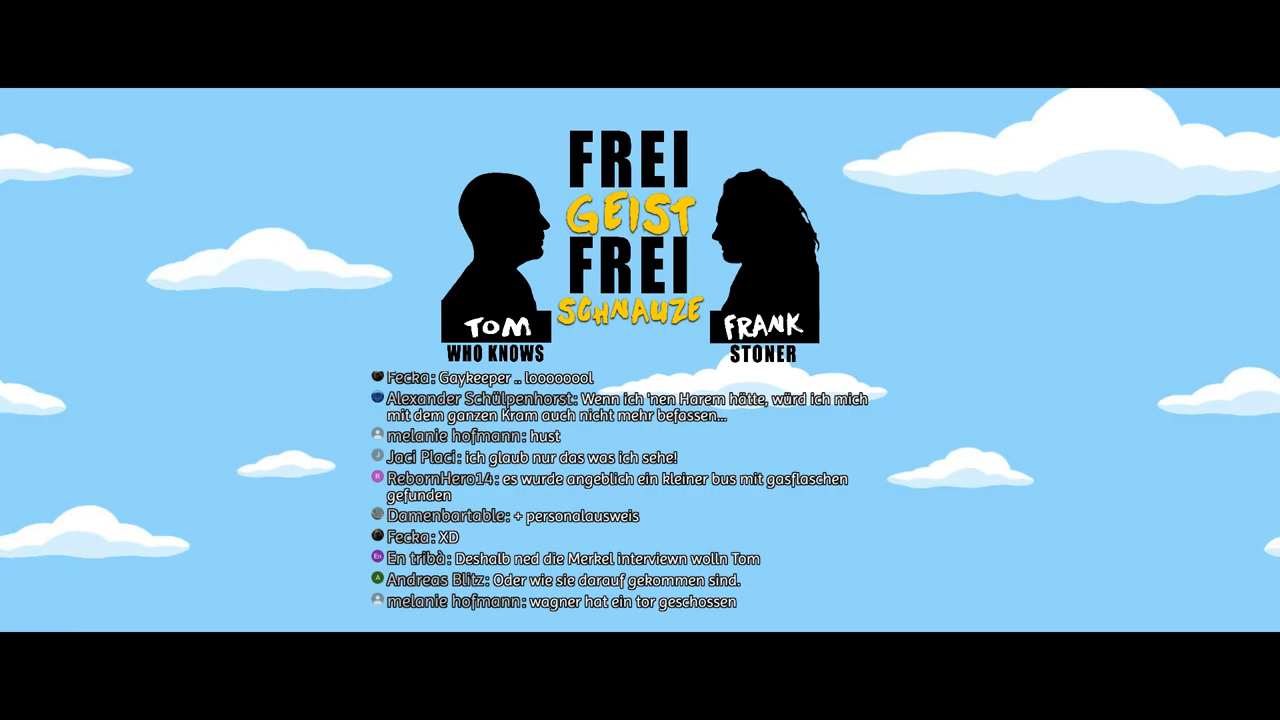 FREI
GEIST
FREI
SCHNAUZE
TOM
WHO KNOWS
FRANK
STONER
Fecka: Gaykeeper .. looooooool
Alexander Schülpenhorst: Wenn ich 'nen Harem hätte, würd ich mich
mit dem ganzen Kram auch nicht mehr befassen...
melanie hofmann: hust
J
Jaci Placi: ich glaub nur das was ich sehe!
R
RebornHero14: es wurde angeblich ein kleiner bus mit gasflaschen
gefunden
Damenbartable: + personalausweis
Fecka: XD
En
En tribà: Deshalb ned die Merkel interviewn wolln Tom
A
Andreas Blitz: Oder wie sie darauf gekommen sind.
melanie hofmann: wagner hat ein tor geschossen